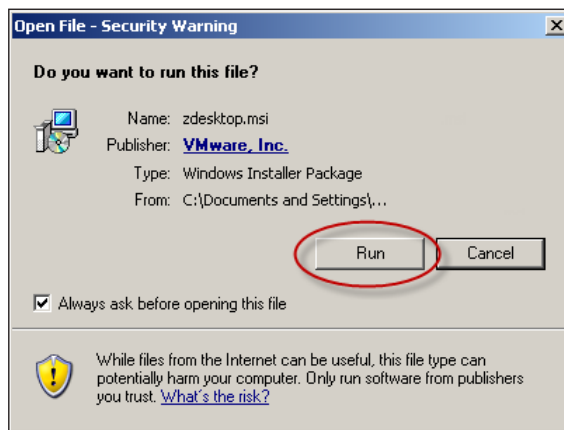 Open File - Security Warning
Do you want to run this file?
Name: zdesktop.msi
Publisher: VMware, Inc.
Type: Windows Installer Package
From: C:\Documents and Settings\...
Run Cancel
Always ask before opening this file
While files from the Internet can be useful, this file type can
potentially harm your computer. Only run software from publishers
you trust. What's the risk?